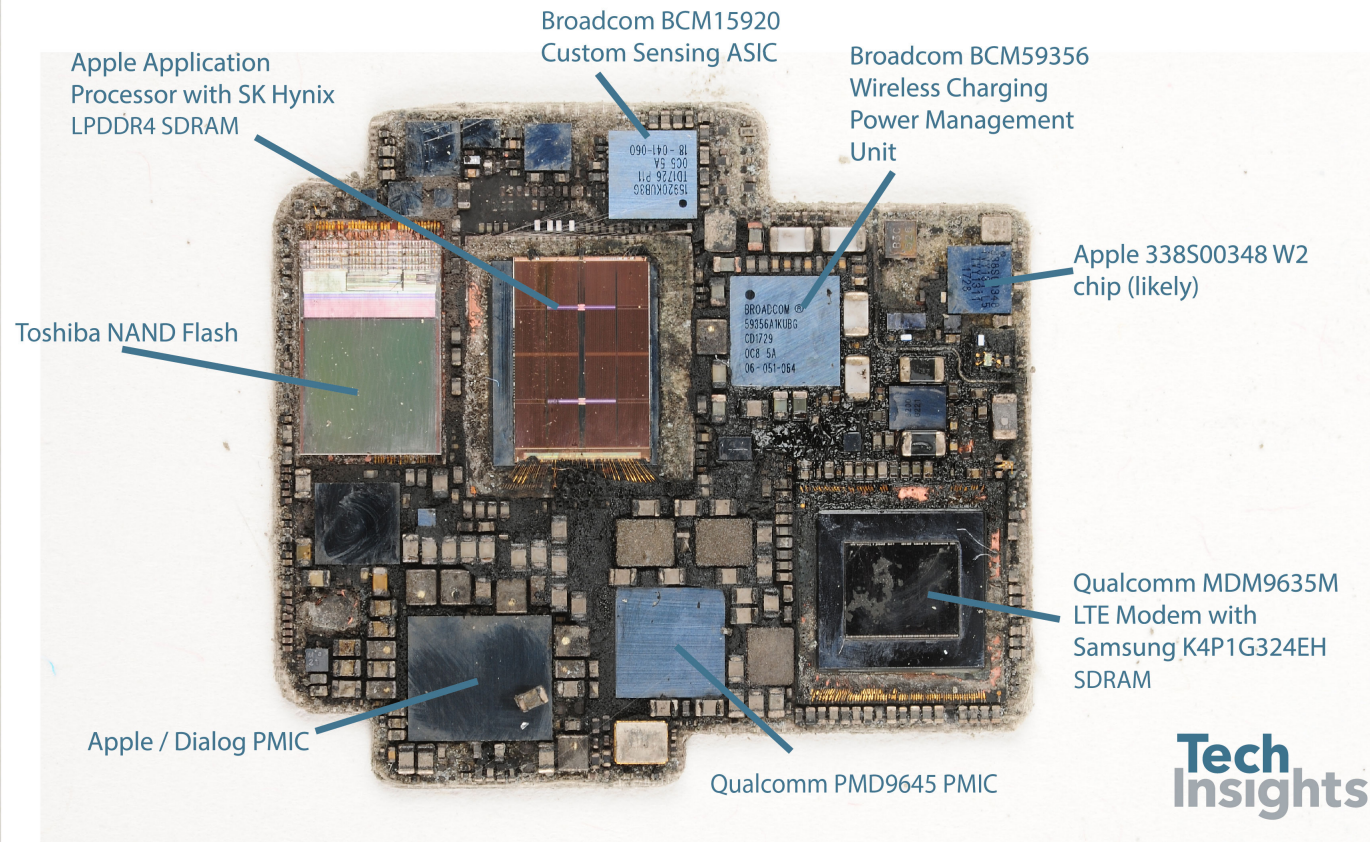 Broadcom BCM15920
Custom Sensing ASIC
Apple Application
Processor with SK Hynix
LPDDR4 SDRAM
Broadcom BCM59356
Wireless Charging
Power Management
Unit
15920KUB3G
TD1726 P11
0C5 5A
18 - 041-060
Apple 338S00348 W2
chip (likely)
BROADCOM ®
59356A1KUBG
CD1729
0C8 5A
06 -051-064
Toshiba NAND Flash
Qualcomm MDM9635M
LTE Modem with
Samsung K4P1G324EH
SDRAM
Apple / Dialog PMIC
Qualcomm PMD9645 PMIC
Tech
Insights